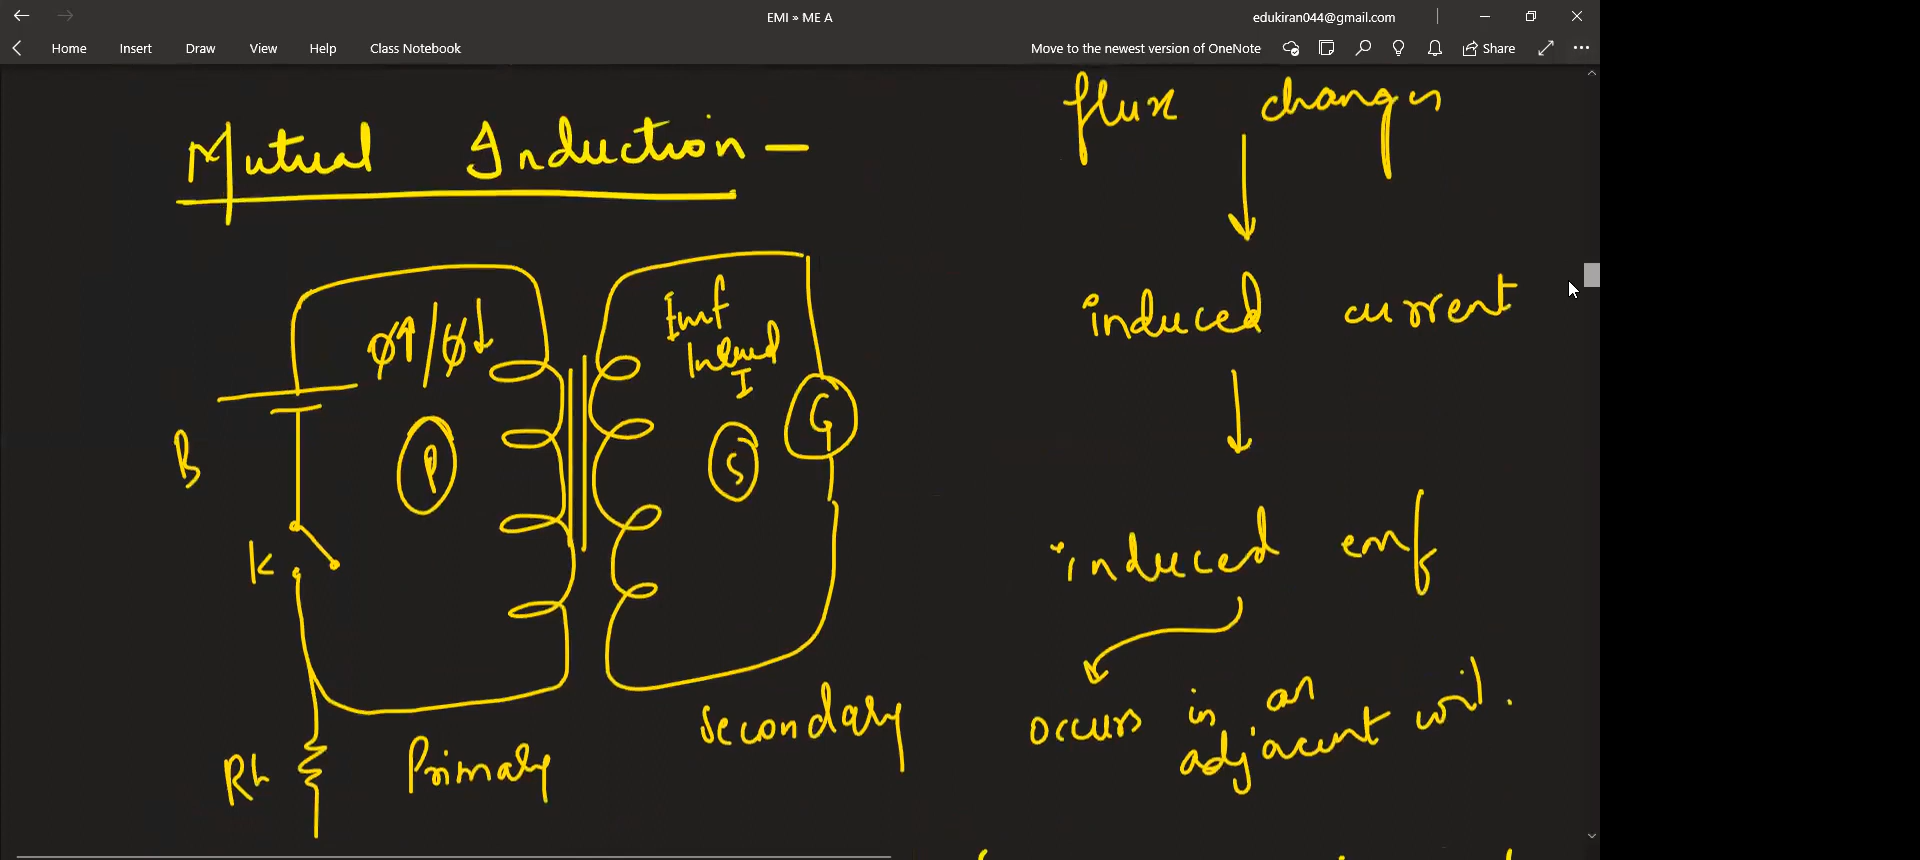 EMI » ME A
edukiran044@gmail.com
Home Insert Draw View Help Class Notebook
Move to the newest version of OneNote
Share
Mutual Induction –
flux changes
induced current
induced emf
occurs in an
adjacent coil.
ϕ↑/ϕ↓
Emf
Induced
I
B
P
S
G
K
Rh
Primary
Secondary